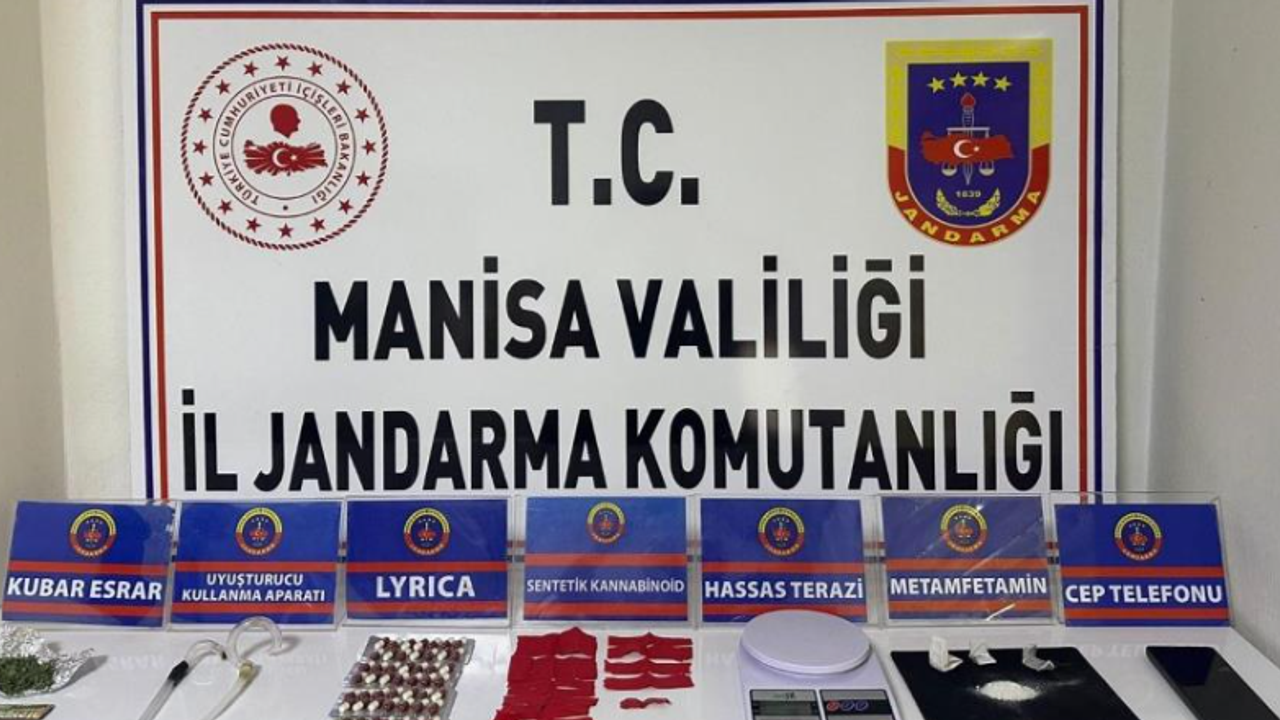 TÜRKİYE CUMHURİYETİ İÇİŞLERİ BAKANLIĞI
T.C.
1839
JANDARMA
MANİSA VALİLİĞİ
İL JANDARMA KOMUTANLIĞI
KUBAR ESRAR
UYUŞTURUCU
KULLANMA APARATI
LYRICA
SENTETİK KANNABİNOİD
HASSAS TERAZİ
METAMFETAMİN
CEP TELEFONU